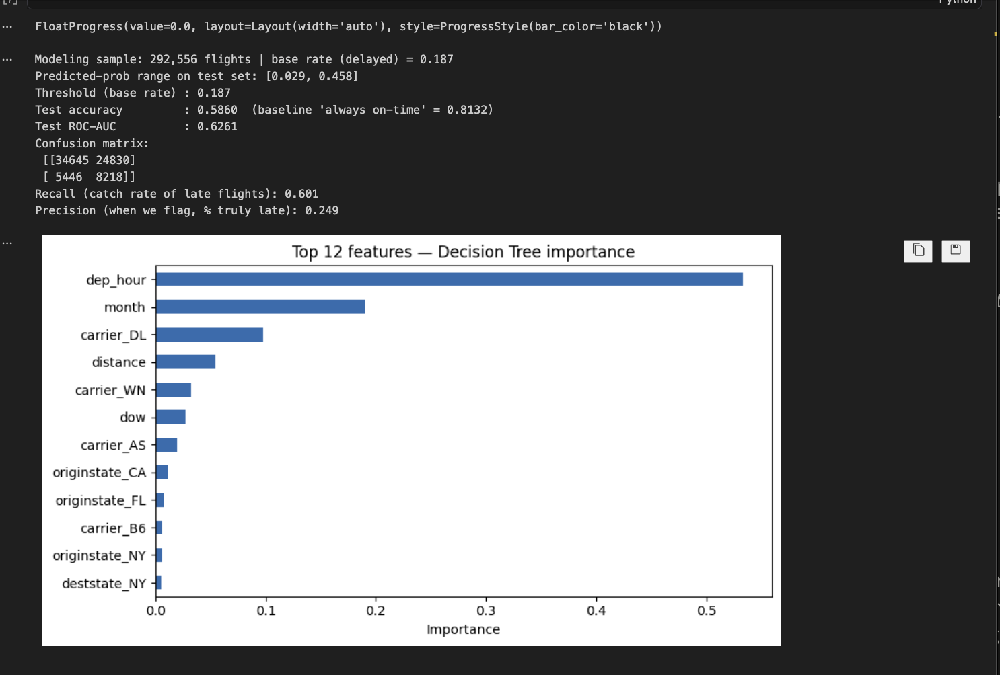 FloatProgress(value=0.0, layout=Layout(width='auto'), style=ProgressStyle(bar_color='black'))
Modeling sample: 292,556 flights | base rate (delayed) = 0.187
Predicted-prob range on test set: [0.029, 0.458]
Threshold (base rate) : 0.187
Test accuracy         : 0.5860  (baseline 'always on-time' = 0.8132)
Test ROC-AUC          : 0.6261
Confusion matrix:
 [[34645 24830]
 [ 5446  8218]]
Recall (catch rate of late flights): 0.601
Precision (when we flag, % truly late): 0.249
Top 12 features — Decision Tree importance
dep_hour
month
carrier_DL
distance
carrier_WN
dow
carrier_AS
originstate_CA
originstate_FL
carrier_B6
originstate_NY
deststate_NY
0.0 0.1 0.2 0.3 0.4 0.5
Importance